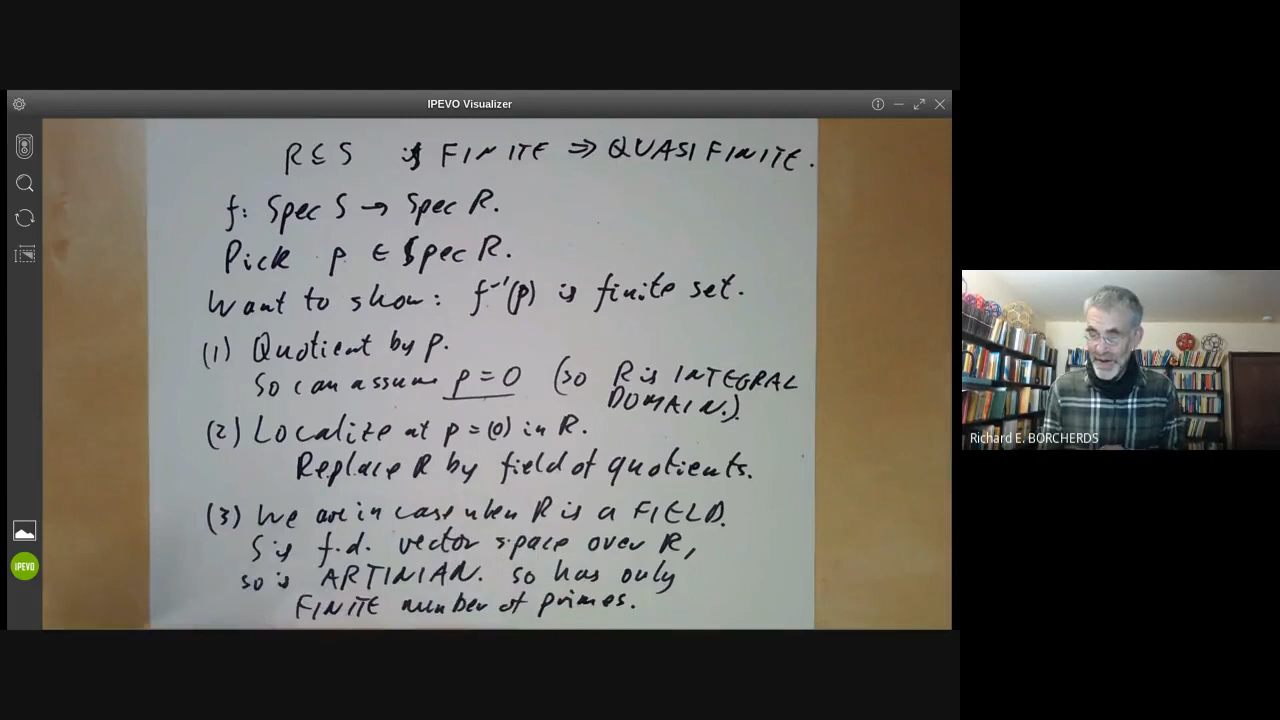 IPEVO Visualizer
R ⊆ S is FINITE ⇒ QUASI FINITE.
f: Spec S → Spec R.
Pick p ∈ Spec R.
Want to show: f⁻¹(p) is finite set.
(1) Quotient by p.
So can assume p = 0 (so R is INTEGRAL
DOMAIN.)
(2) Localize at p = (0) in R.
Replace R by field of quotients.
(3) We are in case when R is a FIELD.
S is f.d. vector space over R,
so is ARTINIAN. so has only
FINITE number of primes.
IPEVO
Richard E. BORCHERDS